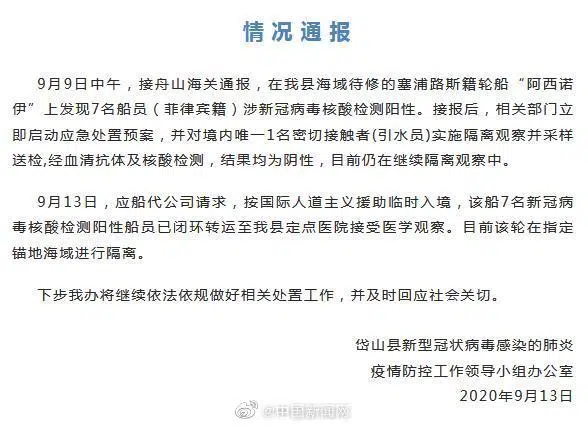 情况通报
9月9日中午，接舟山海关通报，在我县海域待修的塞浦路斯籍轮船“阿西诺
伊”上发现7名船员（菲律宾籍）涉新冠病毒核酸检测阳性。接报后，相关部门立
即启动应急处置预案，并对境内唯一1名密切接触者(引水员)实施隔离观察并采样
送检,经血清抗体及核酸检测，结果均为阴性，目前仍在继续隔离观察中。
9月13日，应船代公司请求，按国际人道主义援助临时入境，该船7名新冠病
毒核酸检测阳性船员已闭环转运至我县定点医院接受医学观察。目前该轮在指定
锚地海域进行隔离。
下步我办将继续依法依规做好相关处置工作，并及时回应社会关切。
岱山县新型冠状病毒感染的肺炎
疫情防控工作领导小组办公室
2020年9月13日
@中国新闻网